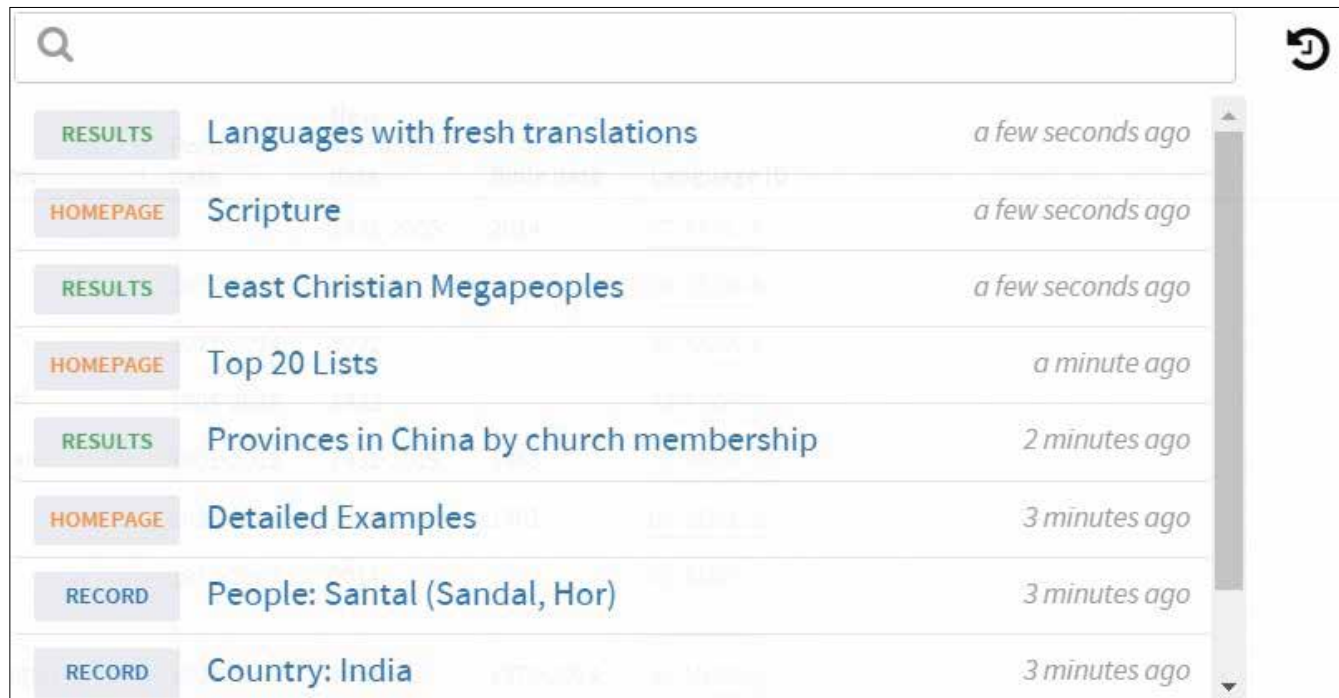 RESULTS Languages with fresh translations a few seconds ago
HOMEPAGE Scripture a few seconds ago
RESULTS Least Christian Megapeoples a few seconds ago
HOMEPAGE Top 20 Lists a minute ago
RESULTS Provinces in China by church membership 2 minutes ago
HOMEPAGE Detailed Examples 3 minutes ago
RECORD People: Santal (Sandal, Hor) 3 minutes ago
RECORD Country: India 3 minutes ago